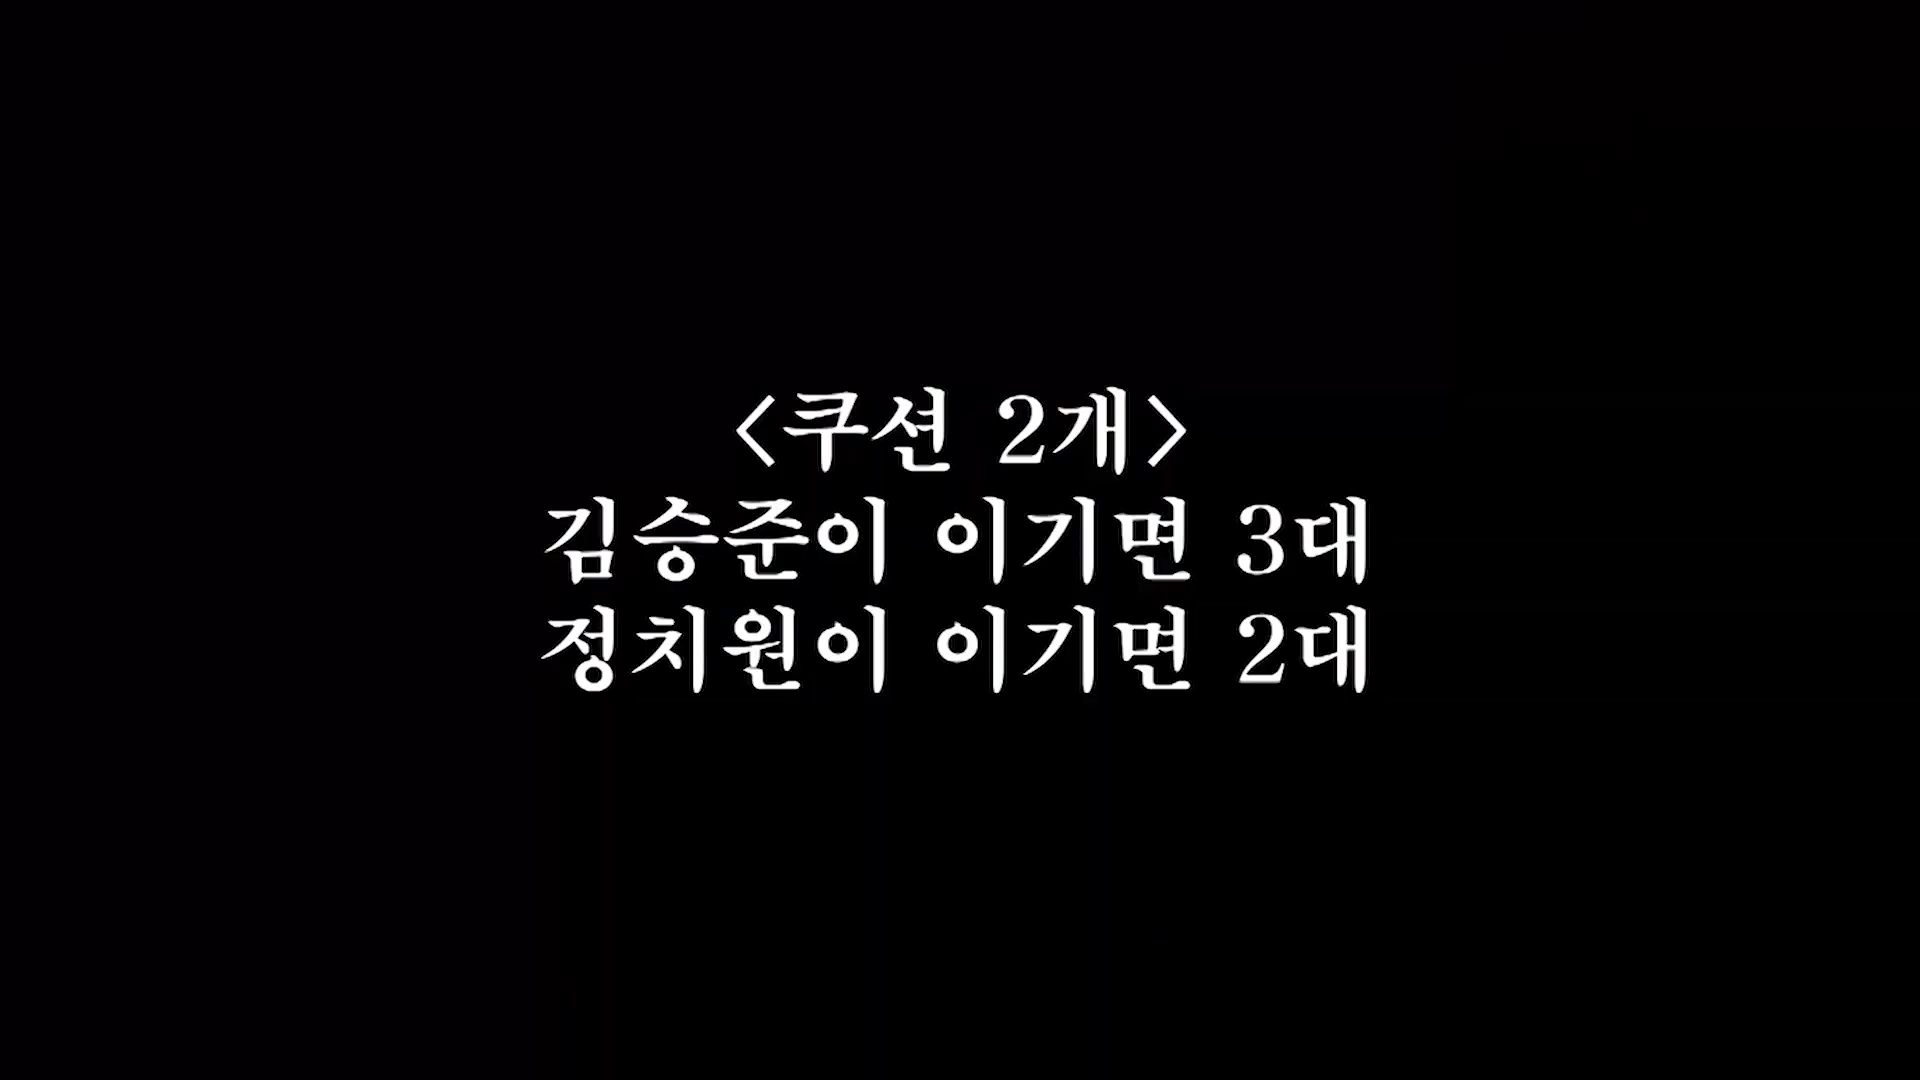 <쿠션 2개>
김승준이 이기면 3대
정치원이 이기면 2대